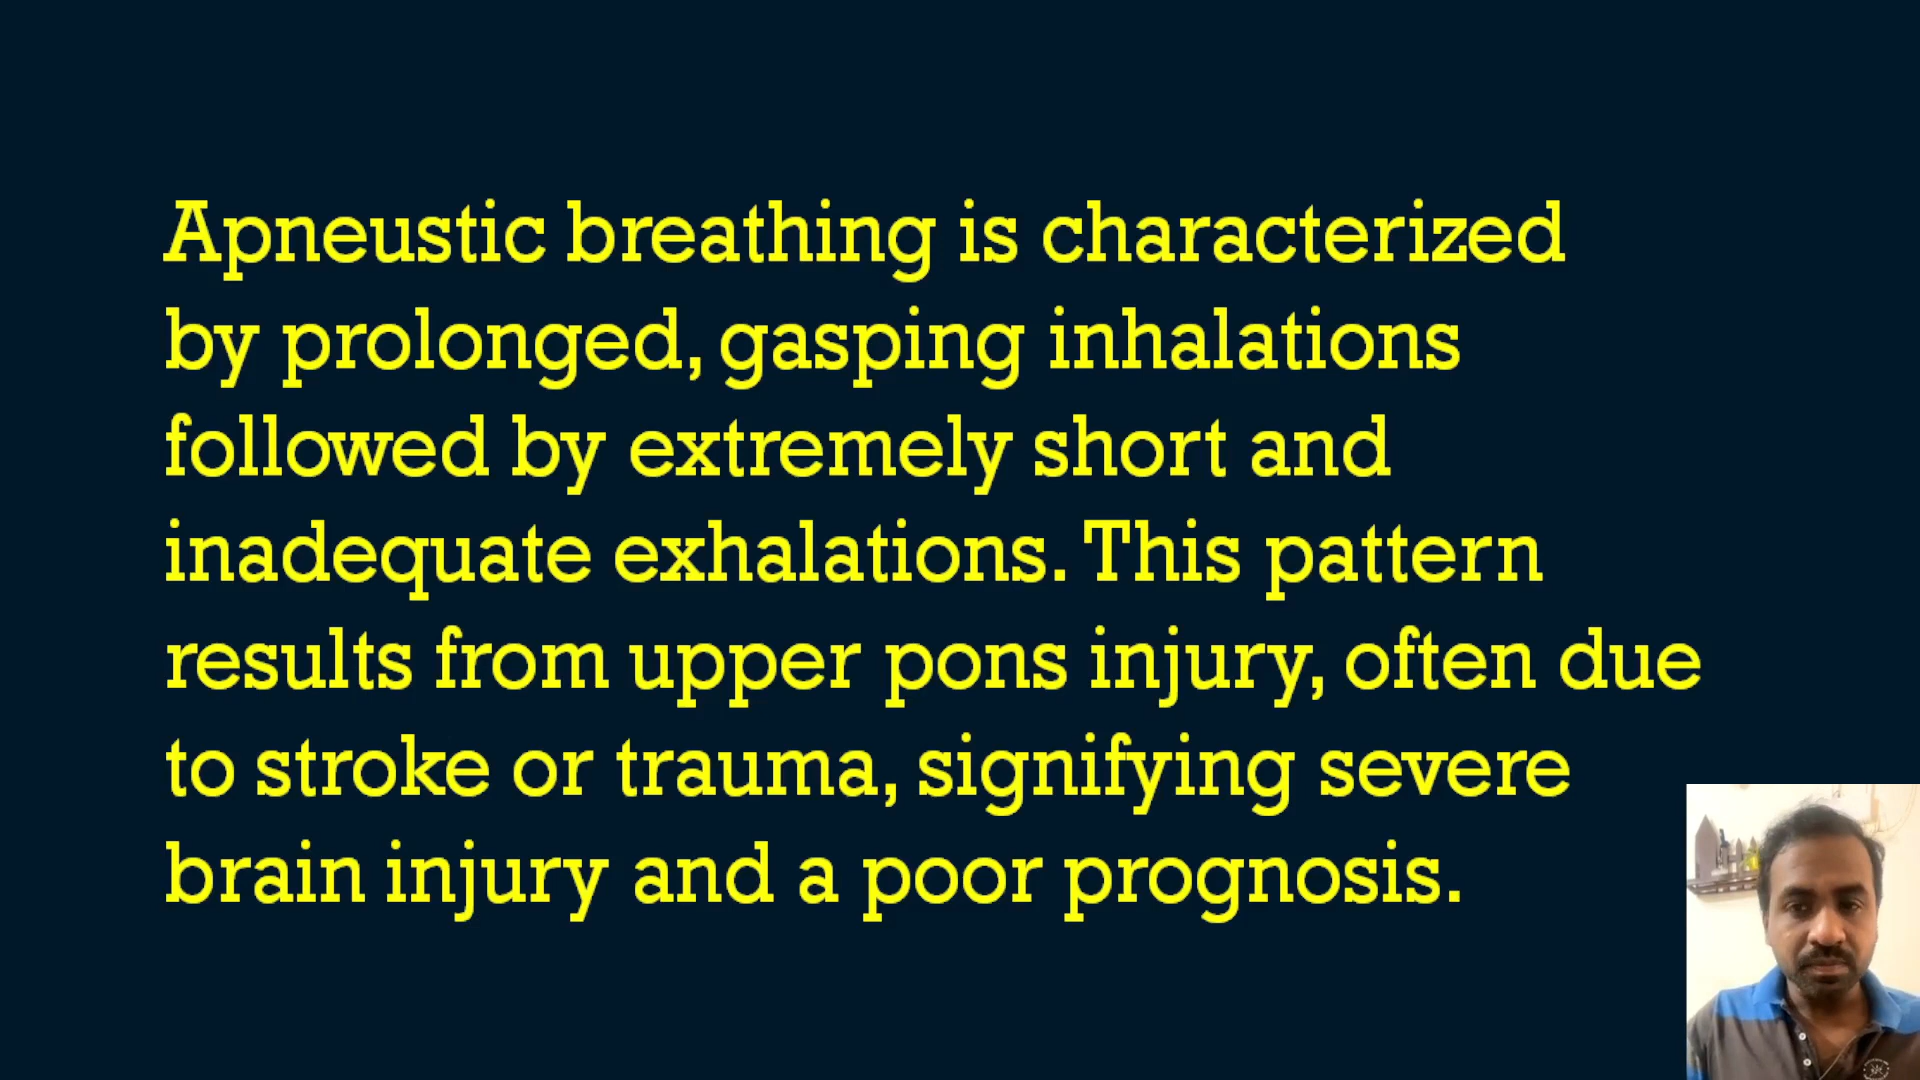 Apneustic breathing is characterized
by prolonged, gasping inhalations
followed by extremely short and
inadequate exhalations. This pattern
results from upper pons injury, often due
to stroke or trauma, signifying severe
brain injury and a poor prognosis.